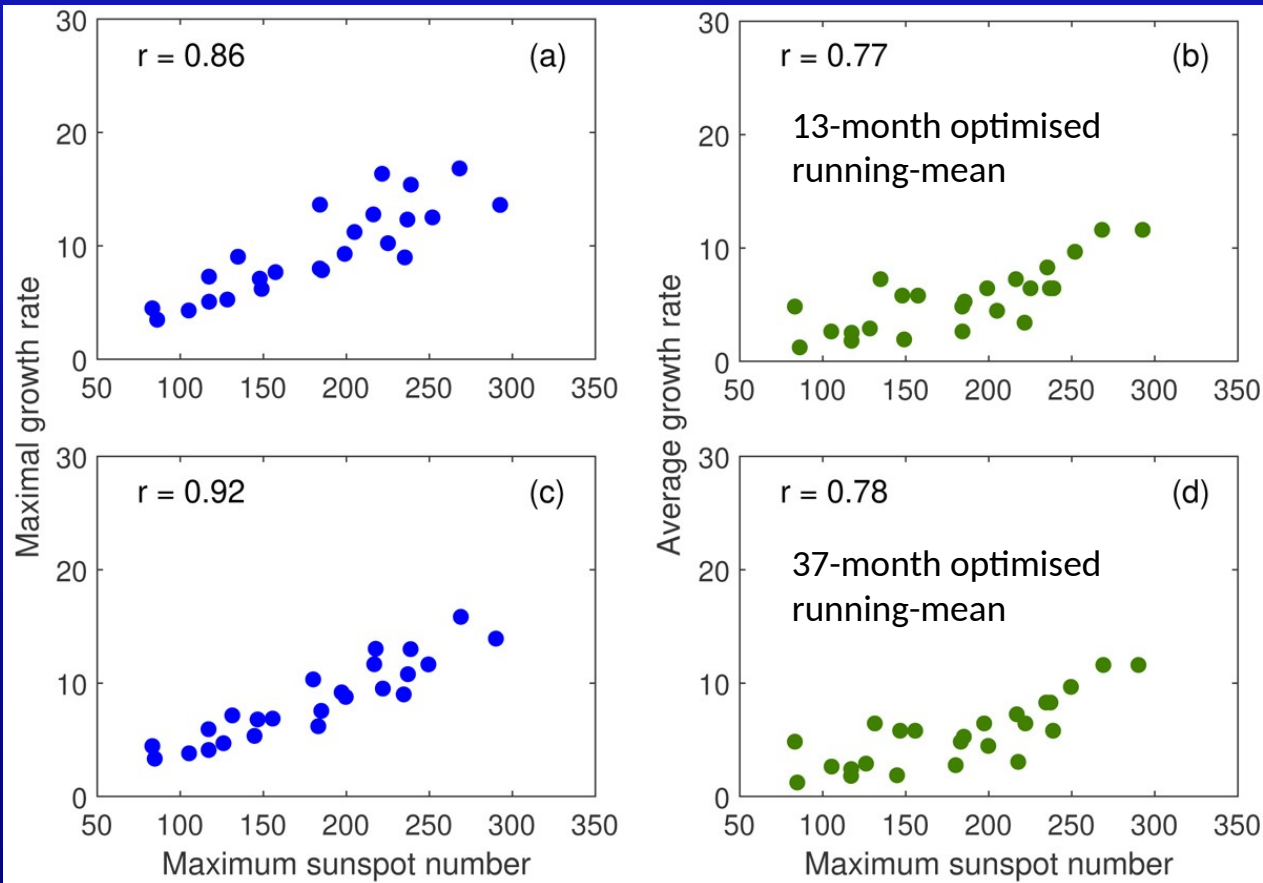 30
r = 0.86
(a)
20
10
0
50 100 150 200 250 300 350
Maximal growth rate
30
r = 0.77
(b)
13-month optimised
running-mean
20
10
0
50 100 150 200 250 300 350
Average growth rate
30
r = 0.92
(c)
20
10
0
50 100 150 200 250 300 350
Maximum sunspot number
30
r = 0.78
(d)
37-month optimised
running-mean
20
10
0
50 100 150 200 250 300 350
Maximum sunspot number